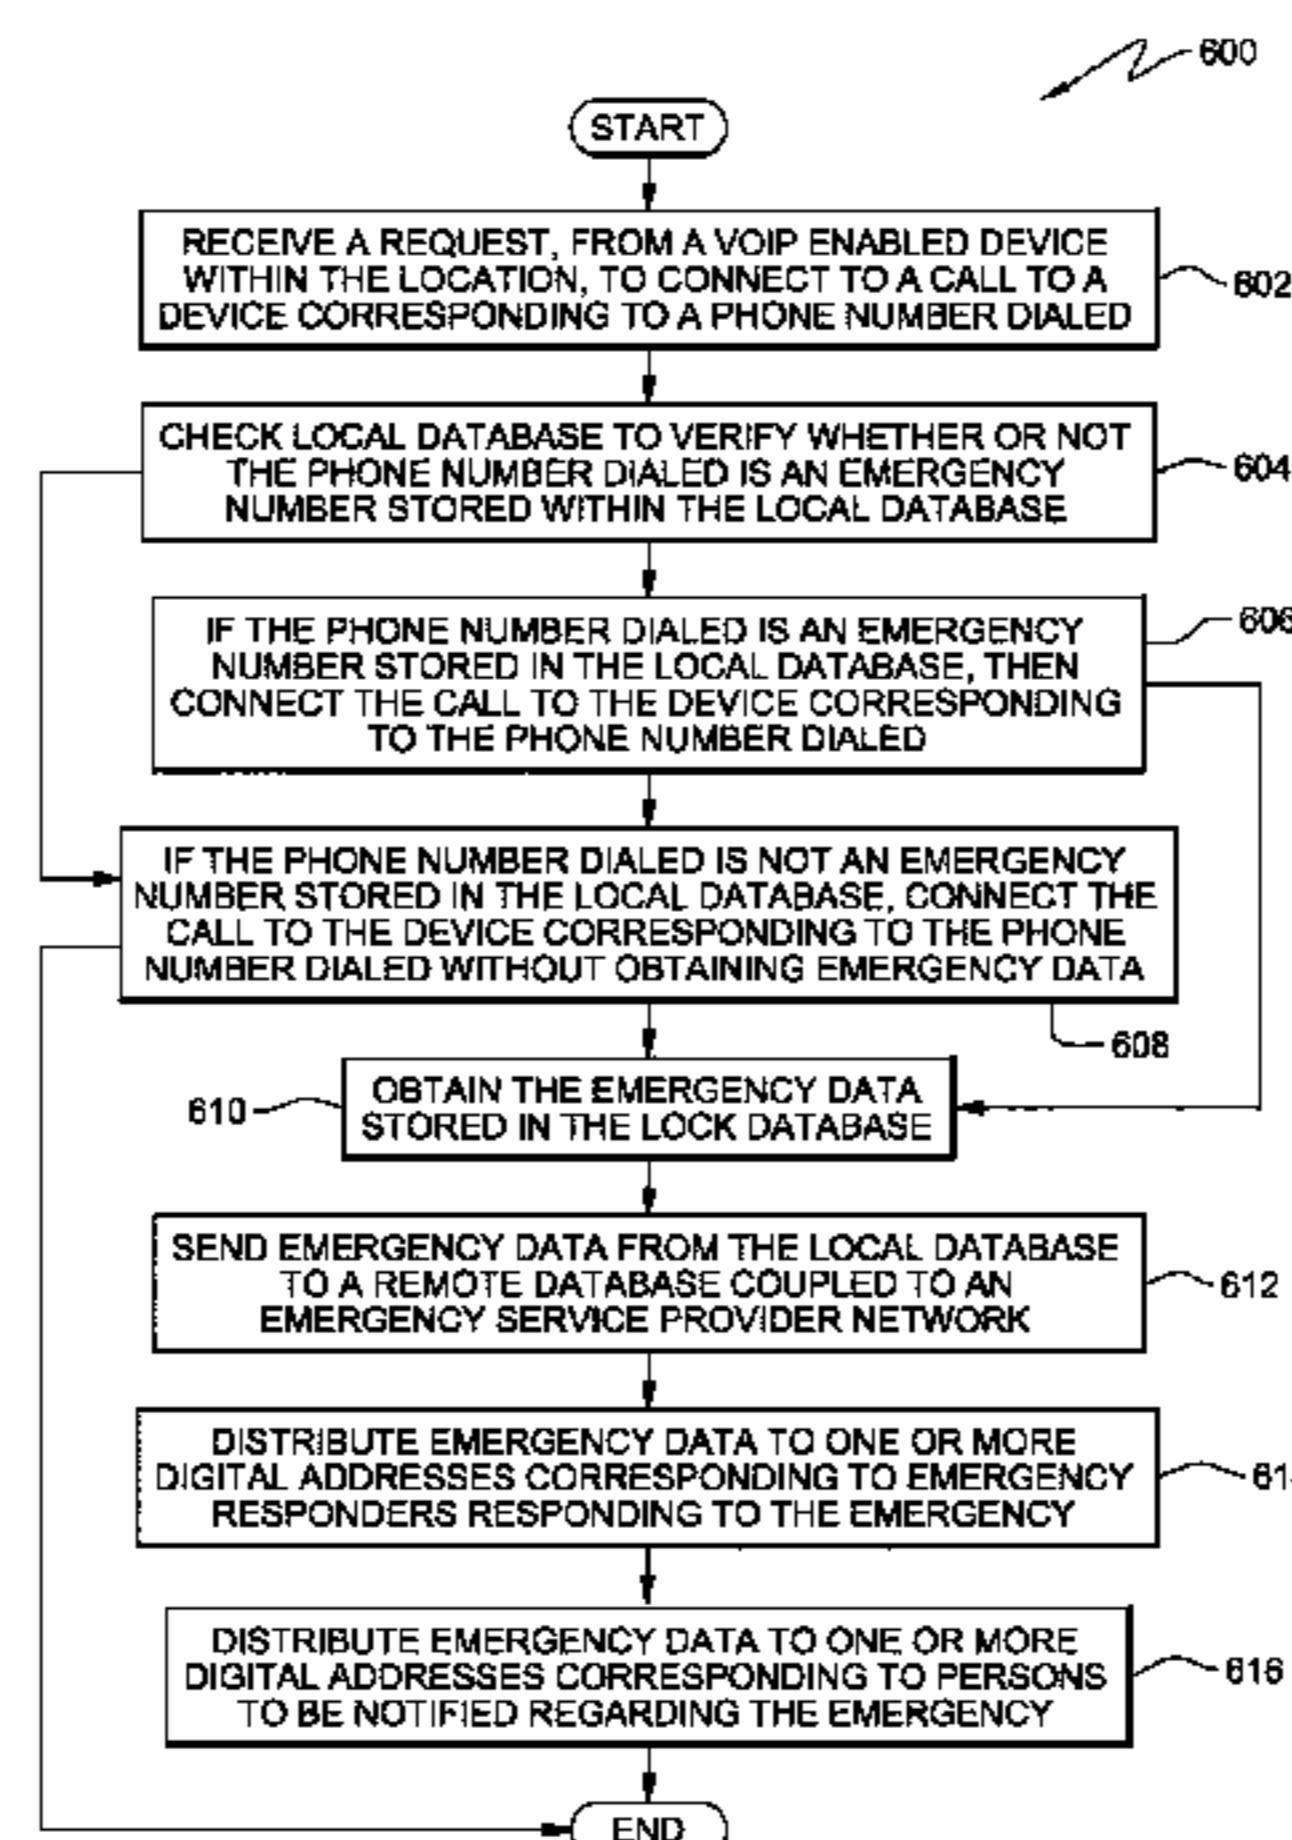 600
START
RECEIVE A REQUEST, FROM A VOIP ENABLED DEVICE
WITHIN THE LOCATION, TO CONNECT TO A CALL TO A
DEVICE CORRESPONDING TO A PHONE NUMBER DIALED
602
CHECK LOCAL DATABASE TO VERIFY WHETHER OR NOT
THE PHONE NUMBER DIALED IS AN EMERGENCY
NUMBER STORED WITHIN THE LOCAL DATABASE
604
IF THE PHONE NUMBER DIALED IS AN EMERGENCY
NUMBER STORED IN THE LOCAL DATABASE, THEN
CONNECT THE CALL TO THE DEVICE CORRESPONDING
TO THE PHONE NUMBER DIALED
606
IF THE PHONE NUMBER DIALED IS NOT AN EMERGENCY
NUMBER STORED IN THE LOCAL DATABASE, CONNECT THE
CALL TO THE DEVICE CORRESPONDING TO THE PHONE
NUMBER DIALED WITHOUT OBTAINING EMERGENCY DATA
608
610
OBTAIN THE EMERGENCY DATA
STORED IN THE LOCK DATABASE
SEND EMERGENCY DATA FROM THE LOCAL DATABASE
TO A REMOTE DATABASE COUPLED TO AN
EMERGENCY SERVICE PROVIDER NETWORK
612
DISTRIBUTE EMERGENCY DATA TO ONE OR MORE
DIGITAL ADDRESSES CORRESPONDING TO EMERGENCY
RESPONDERS RESPONDING TO THE EMERGENCY
DISTRIBUTE EMERGENCY DATA TO ONE OR MORE
DIGITAL ADDRESSES CORRESPONDING TO PERSONS
TO BE NOTIFIED REGARDING THE EMERGENCY
616
END